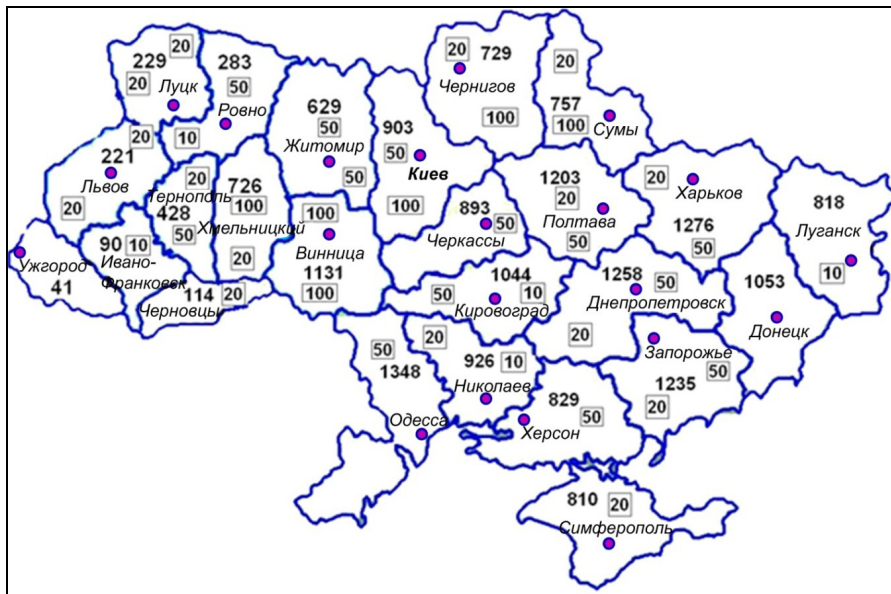 20
229
20
Луцк
283
50
Ровно
10
20
221
Львов
20
629
50
Житомир
50
903
50
Киев
100
20
729
Чернигов
100
20
757
100
Сумы
20
Тернополь
428
50
726
100
Хмельницкий
20
100
Винница
1131
100
893
50
Черкассы
1203
20
Полтава
50
20
Харьков
1276
50
818
Луганск
10
Ужгород
41
90
10
Ивано-
Франковск
114
20
Черновцы
1044
50
10
Кировоград
1258
50
Днепропетровск
20
1053
Донецк
50
1348
Одесса
20
926
10
Николаев
829
50
Херсон
Запорожье
50
1235
20
810
20
Симферополь